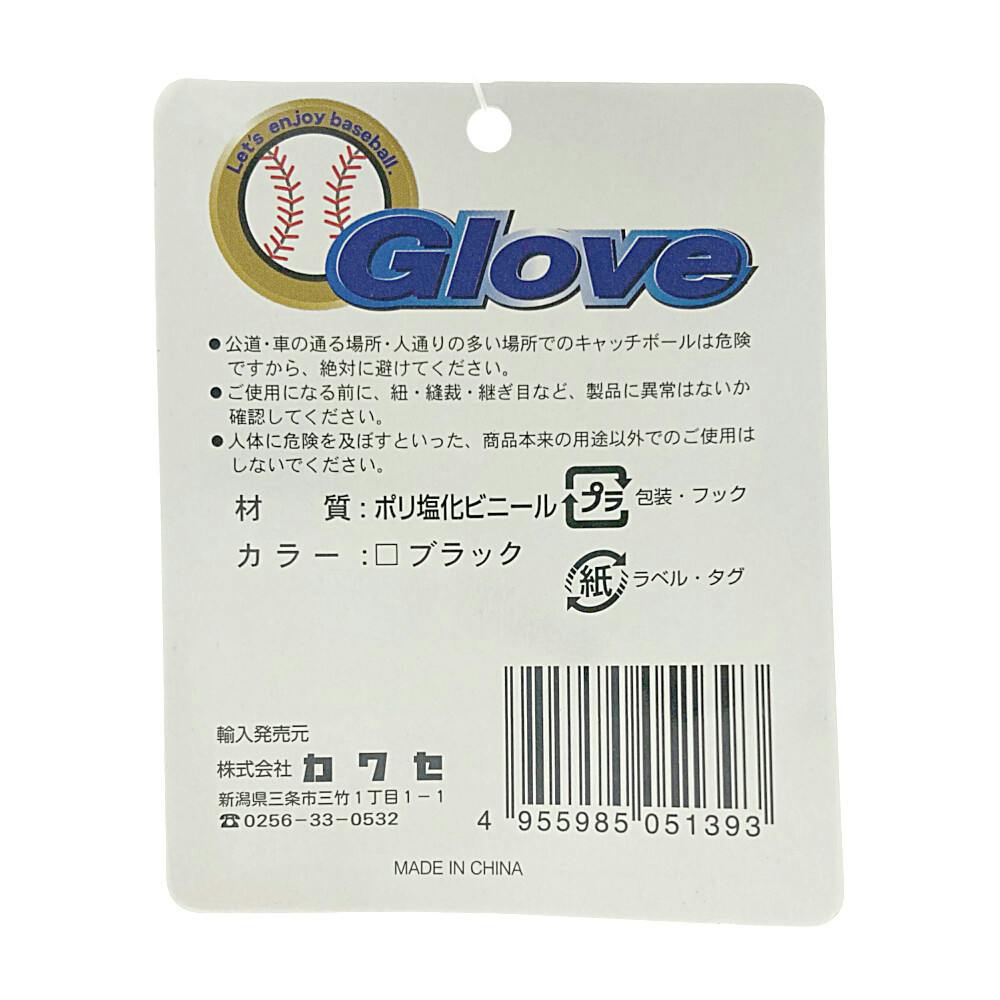 Let's enjoy baseball.
Glove
●公道・車の通る場所・人通りの多い場所でのキャッチボールは危険
ですから、絶対に避けてください。
●ご使用になる前に、紐・縫裁・継ぎ目など、製品に異常はないか
確認してください。
●人体に危険を及ぼすといった、商品本来の用途以外でのご使用は
しないでください。
材 質:ポリ塩化ビニール
プラ 包装・フック
カラー:□ブラック
紙 ラベル・タグ
輸入発売元
株式会社 カワセ
新潟県三条市三竹1丁目1-1
☎0256-33-0532
4 955985 051393
MADE IN CHINA